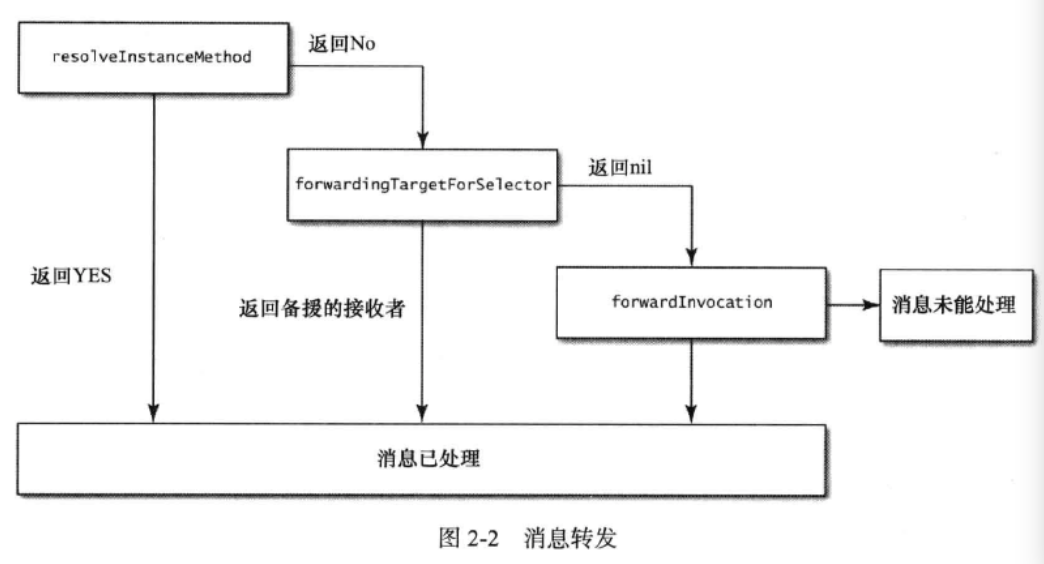 resolveInstanceMethod
返回No
forwardingTargetForSelector
返回nil
返回YES
返回备援的接收者
forwardInvocation
消息未能处理
消息已处理
图 2-2 消息转发